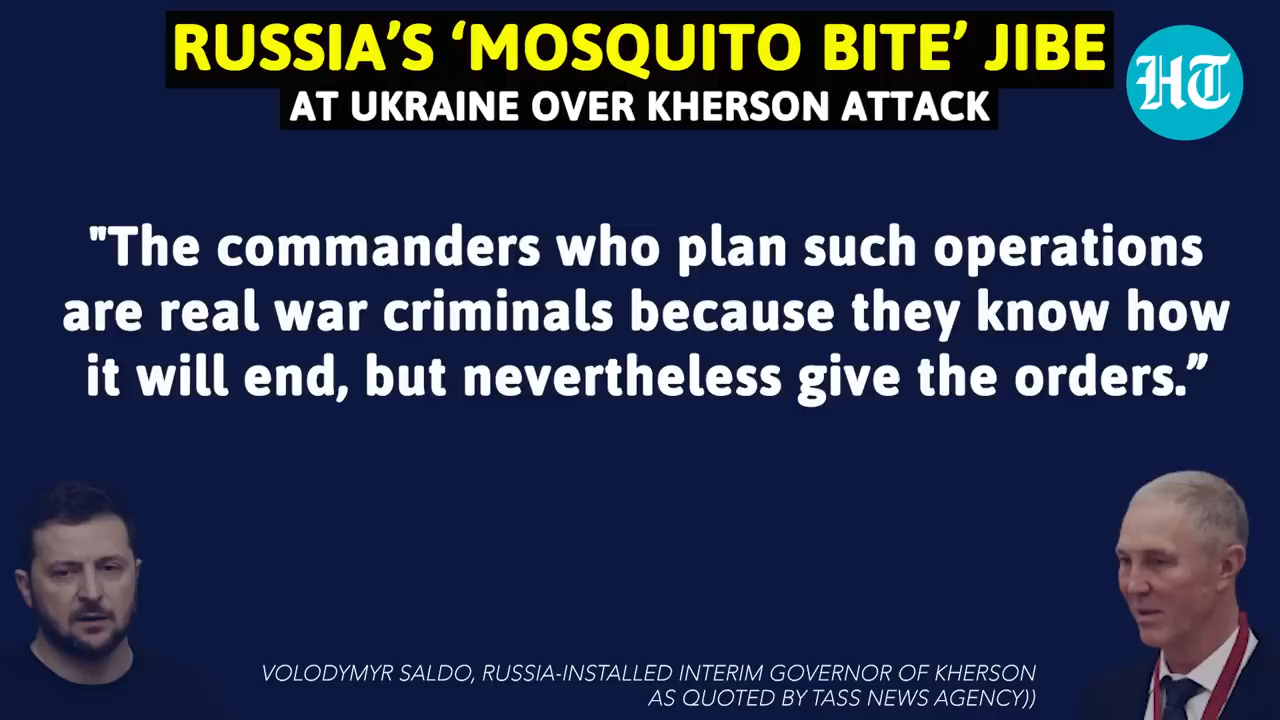 RUSSIA'S ‘MOSQUITO BITE’ JIBE
HT
AT UKRAINE OVER KHERSON ATTACK
"The commanders who plan such operations
are real war criminals because they know how
it will end, but nevertheless give the orders.”
VOLODYMYR SALDO, RUSSIA-INSTALLED INTERIM GOVERNOR OF KHERSON
AS QUOTED BY TASS NEWS AGENCY))